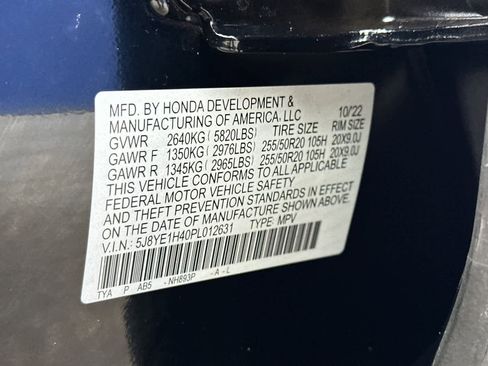 MFD. BY HONDA DEVELOPMENT & 10/22
MANUFACTURING OF AMERICA, LLC
GVWR 2640KG ( 5820LBS) TIRE SIZE RIM SIZE
GAWR F 1350KG ( 2976LBS) 255/50R20 105H 20X9.0J
GAWR R 1345KG ( 2965LBS) 255/50R20 105H 20X9.0J
THIS VEHICLE CONFORMS TO ALL APPLICABLE
FEDERAL MOTOR VEHICLE SAFETY
AND THEFT PREVENTION STANDARDS IN EFFECT
ON THE DATE OF MANUFACTURE SHOWN ABOVE.
V.I.N.: 5J8YE1H40PL012631 TYPE: MPV
TYA P AB5 - NH893P - A - L